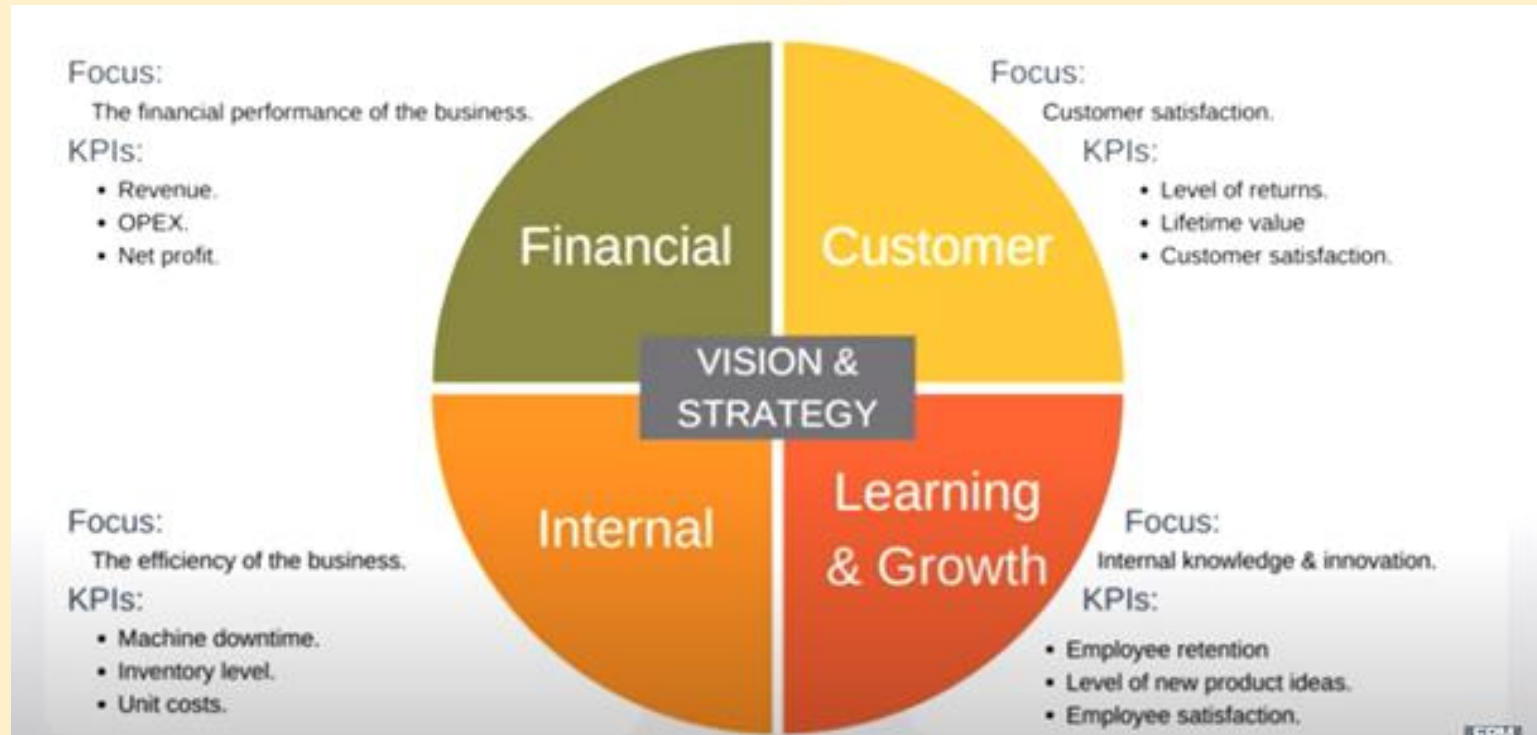 Focus:
The financial performance of the business.
KPIs:
• Revenue.
• OPEX.
• Net profit.
Financial
Focus:
Customer satisfaction.
KPIs:
• Level of returns.
• Lifetime value
• Customer satisfaction.
Customer
VISION &
STRATEGY
Focus:
The efficiency of the business.
KPIs:
• Machine downtime.
• Inventory level.
• Unit costs.
Internal
Learning
& Growth
Focus:
Internal knowledge & innovation.
KPIs:
• Employee retention
• Level of new product ideas.
• Employee satisfaction.